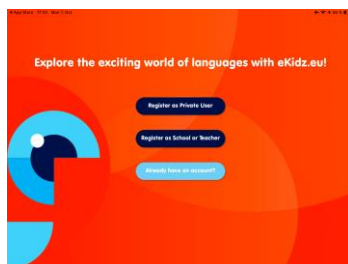 Explore the exciting world of languages with eKidz.eu!
Register as Private User
Register as School or Teacher
Already have an account?